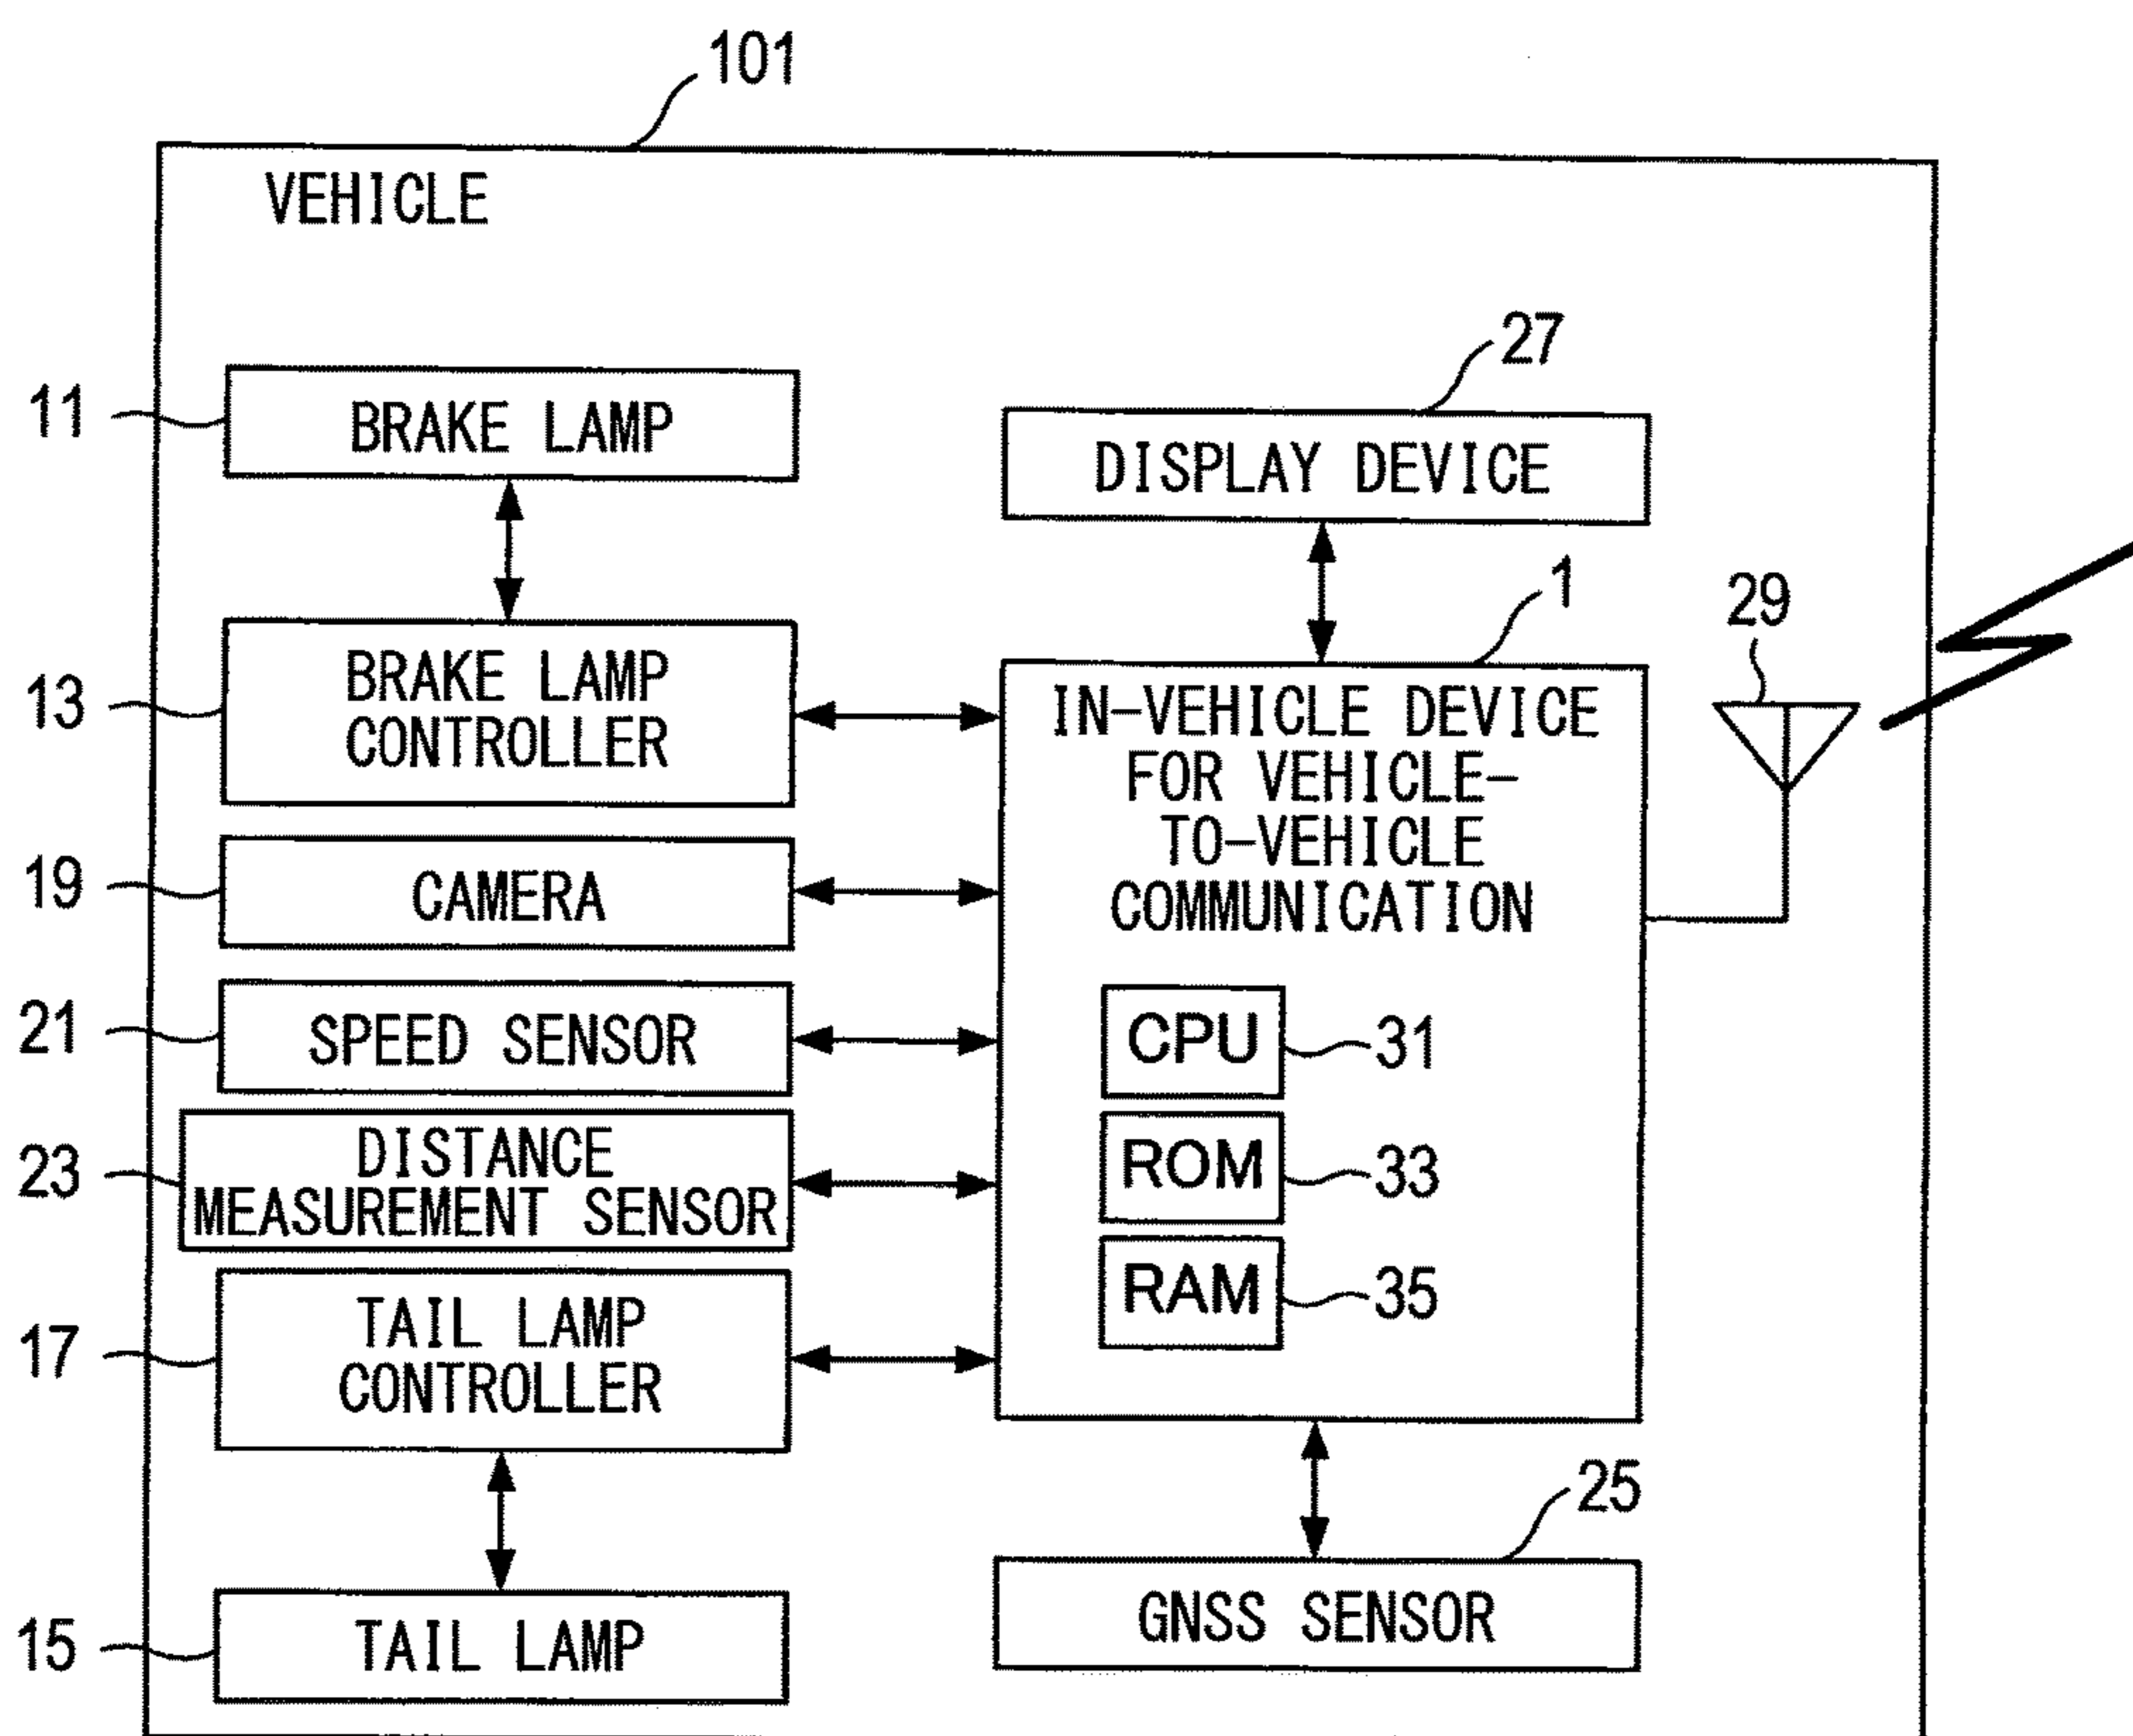 101
VEHICLE
27
11
BRAKE LAMP
DISPLAY DEVICE
1
29
13
BRAKE LAMP
CONTROLLER
IN-VEHICLE DEVICE
FOR VEHICLE-
TO-VEHICLE
COMMUNICATION
19
CAMERA
21
SPEED SENSOR
CPU
31
23
DISTANCE
MEASUREMENT SENSOR
ROM
33
RAM
35
17
TAIL LAMP
CONTROLLER
25
15
TAIL LAMP
GNSS SENSOR